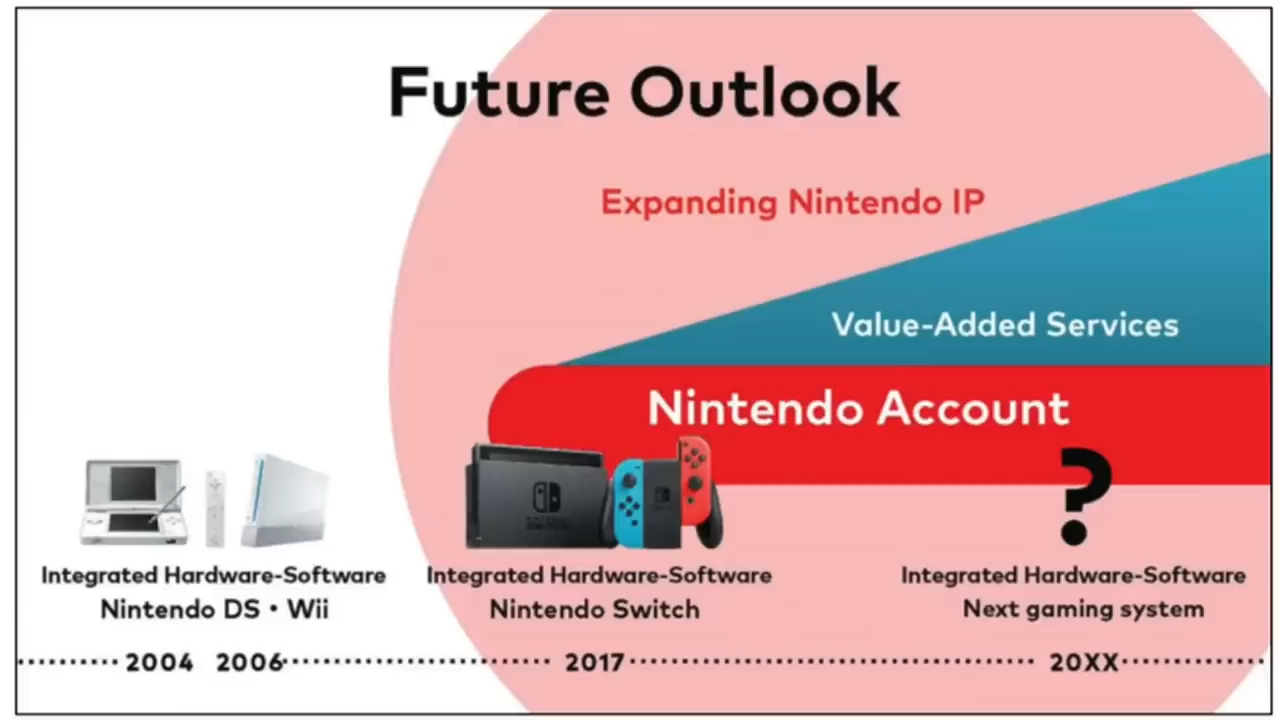 Future Outlook
Expanding Nintendo IP
Value-Added Services
Nintendo Account
?
Integrated Hardware-Software
Nintendo DS・Wii
Integrated Hardware-Software
Nintendo Switch
Integrated Hardware-Software
Next gaming system
2004 2006 2017 20XX